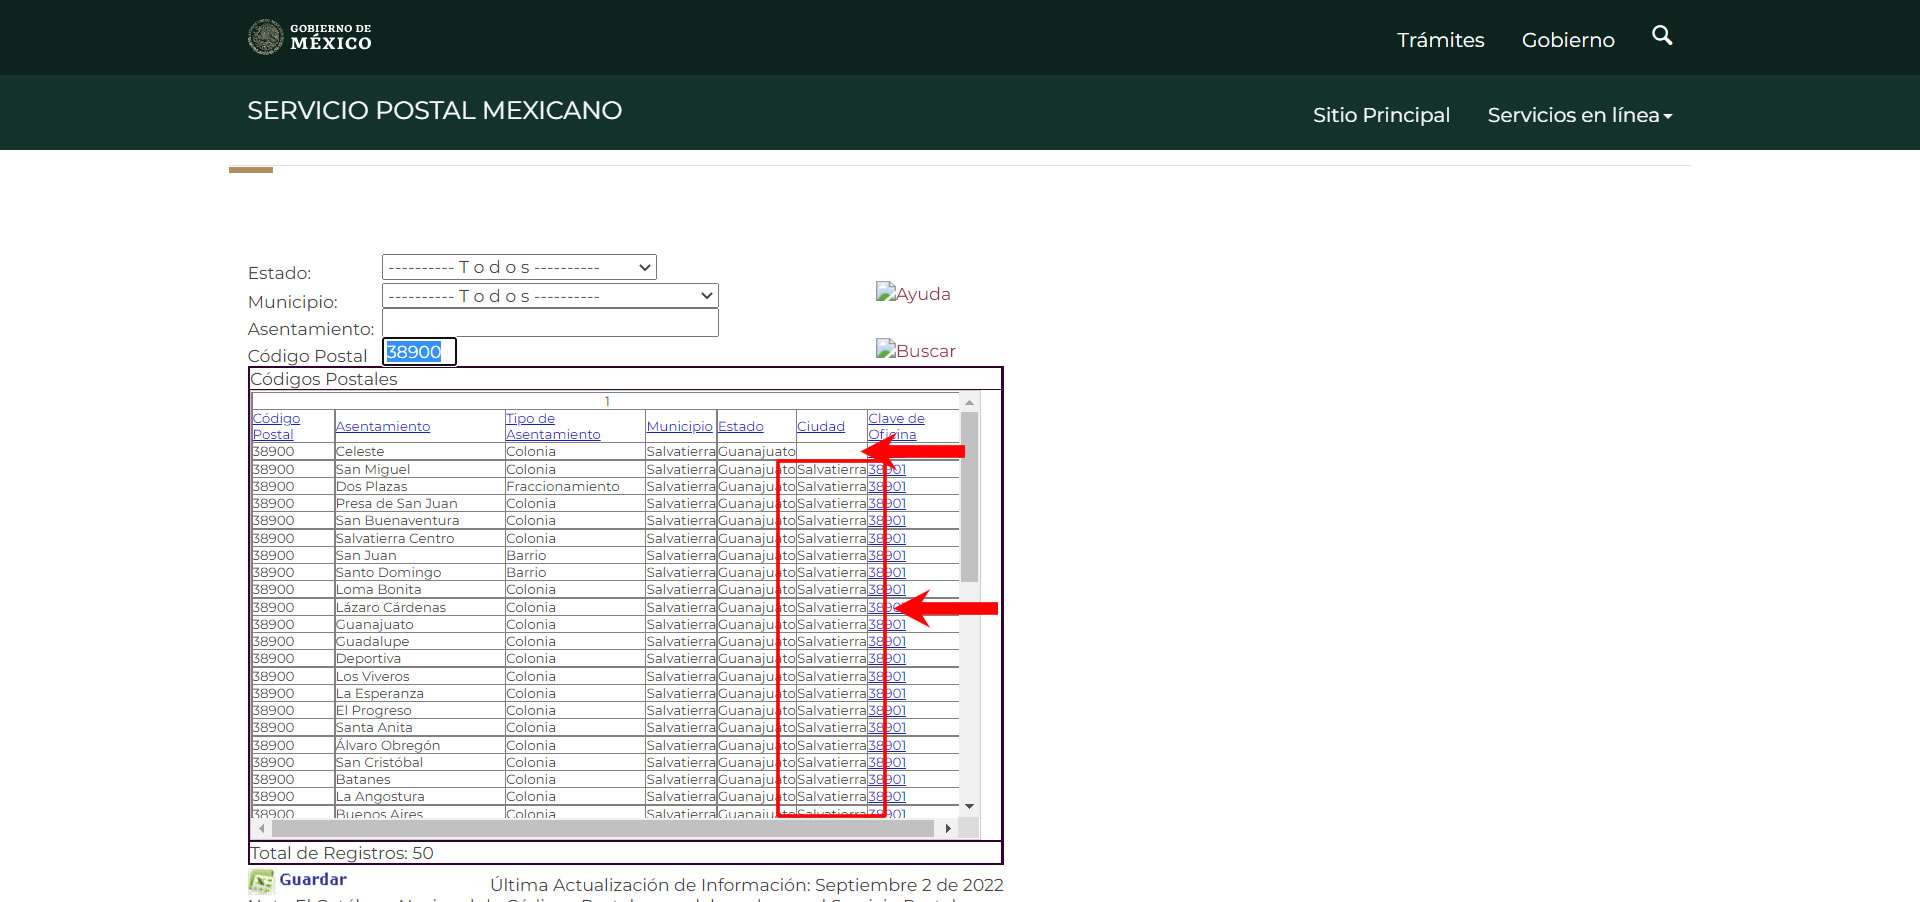 GOBIERNO DE
MÉXICO
Trámites Gobierno
SERVICIO POSTAL MEXICANO
Sitio Principal Servicios en línea
Estado: ---------- T o d o s ----------
Municipio: ---------- T o d o s ----------
Ayuda
Asentamiento:
Código Postal 38900
Buscar
Códigos Postales
1
Código Postal Asentamiento Tipo de Asentamiento Municipio Estado Ciudad Clave de Oficina
38900 Celeste Colonia Salvatierra Guanajuato
38900 San Miguel Colonia Salvatierra Guanajuato Salvatierra 38901
38900 Dos Plazas Fraccionamiento Salvatierra Guanajuato Salvatierra 38901
38900 Presa de San Juan Colonia Salvatierra Guanajuato Salvatierra 38901
38900 San Buenaventura Colonia Salvatierra Guanajuato Salvatierra 38901
38900 Salvatierra Centro Colonia Salvatierra Guanajuato Salvatierra 38901
38900 San Juan Barrio Salvatierra Guanajuato Salvatierra 38901
38900 Santo Domingo Barrio Salvatierra Guanajuato Salvatierra 38901
38900 Loma Bonita Colonia Salvatierra Guanajuato Salvatierra 38901
38900 Lázaro Cárdenas Colonia Salvatierra Guanajuato Salvatierra
38900 Guanajuato Colonia Salvatierra Guanajuato Salvatierra 38901
38900 Guadalupe Colonia Salvatierra Guanajuato Salvatierra 38901
38900 Deportiva Colonia Salvatierra Guanajuato Salvatierra 38901
38900 Los Viveros Colonia Salvatierra Guanajuato Salvatierra 38901
38900 La Esperanza Colonia Salvatierra Guanajuato Salvatierra 38901
38900 El Progreso Colonia Salvatierra Guanajuato Salvatierra 38901
38900 Santa Anita Colonia Salvatierra Guanajuato Salvatierra 38901
38900 Álvaro Obregón Colonia Salvatierra Guanajuato Salvatierra 38901
38900 San Cristóbal Colonia Salvatierra Guanajuato Salvatierra 38901
38900 Batanes Colonia Salvatierra Guanajuato Salvatierra 38901
38900 La Angostura Colonia Salvatierra Guanajuato Salvatierra 38901
38900 Buenos Aires Colonia Salvatierra Guanajuato Salvatierra 38901
Total de Registros: 50
Guardar
Última Actualización de Información: Septiembre 2 de 2022